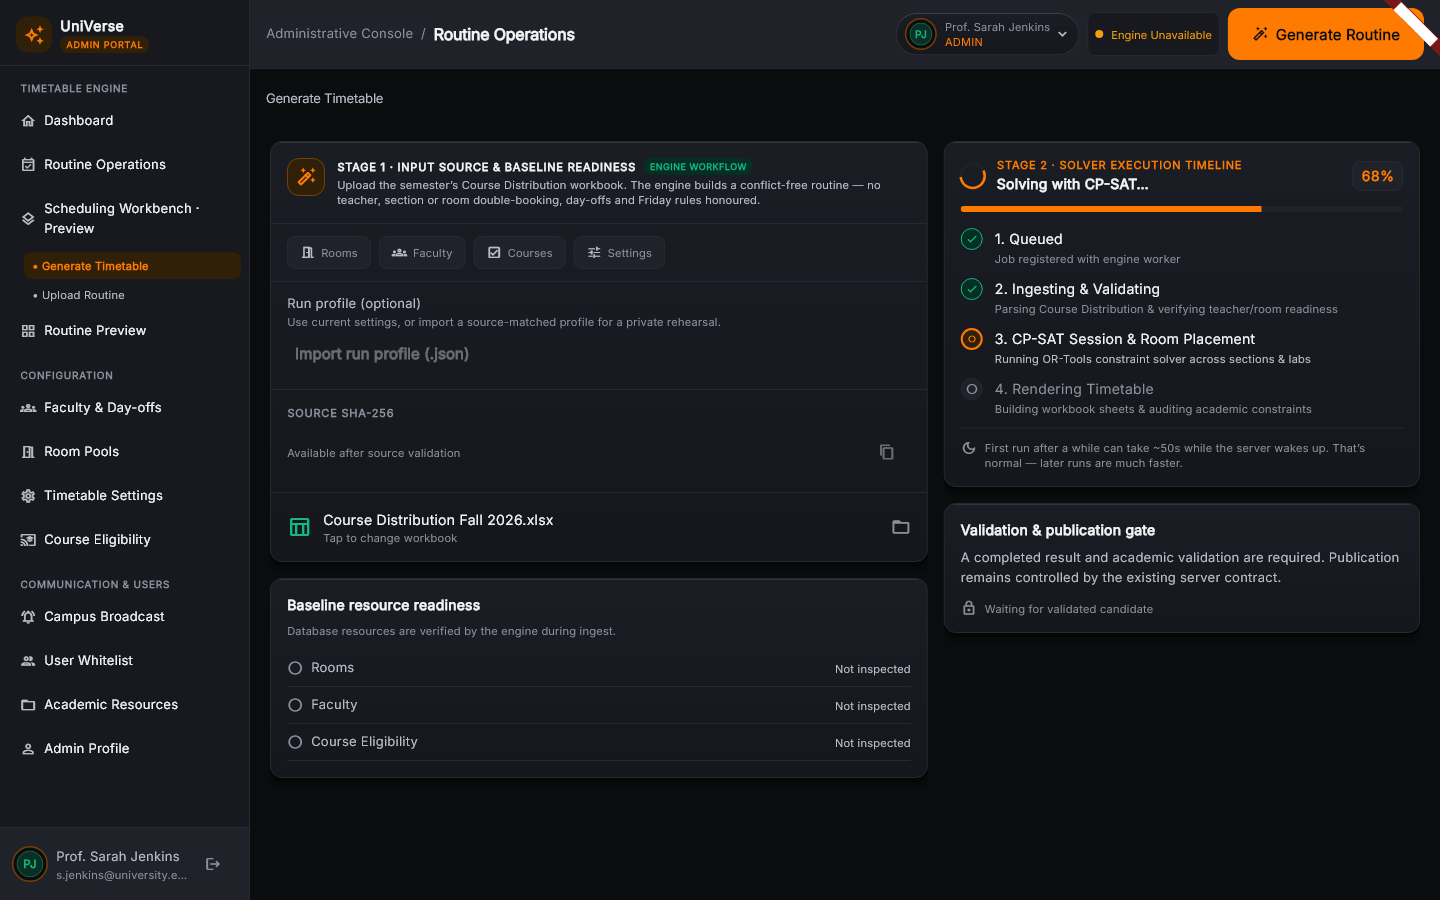 UniVerse
ADMIN PORTAL
TIMETABLE ENGINE
Dashboard
Routine Operations
Scheduling Workbench ·
Preview
• Generate Timetable
• Upload Routine
Routine Preview
CONFIGURATION
Faculty & Day-offs
Room Pools
Timetable Settings
Course Eligibility
COMMUNICATION & USERS
Campus Broadcast
User Whitelist
Academic Resources
Admin Profile
PJ
Prof. Sarah Jenkins
s.jenkins@university.e...
Administrative Console / Routine Operations
PJ
Prof. Sarah Jenkins
ADMIN
Engine Unavailable
Generate Routine
Generate Timetable
STAGE 1 · INPUT SOURCE & BASELINE READINESS
ENGINE WORKFLOW
Upload the semester's Course Distribution workbook. The engine builds a conflict-free routine — no
teacher, section or room double-booking, day-offs and Friday rules honoured.
Rooms
Faculty
Courses
Settings
Run profile (optional)
Use current settings, or import a source-matched profile for a private rehearsal.
Import run profile (.json)
SOURCE SHA-256
Available after source validation
Course Distribution Fall 2026.xlsx
Tap to change workbook
Baseline resource readiness
Database resources are verified by the engine during ingest.
Rooms Not inspected
Faculty Not inspected
Course Eligibility Not inspected
STAGE 2 · SOLVER EXECUTION TIMELINE
Solving with CP-SAT...
68%
1. Queued
Job registered with engine worker
2. Ingesting & Validating
Parsing Course Distribution & verifying teacher/room readiness
3. CP-SAT Session & Room Placement
Running OR-Tools constraint solver across sections & labs
4. Rendering Timetable
Building workbook sheets & auditing academic constraints
First run after a while can take ~50s while the server wakes up. That's
normal — later runs are much faster.
Validation & publication gate
A completed result and academic validation are required. Publication
remains controlled by the existing server contract.
Waiting for validated candidate